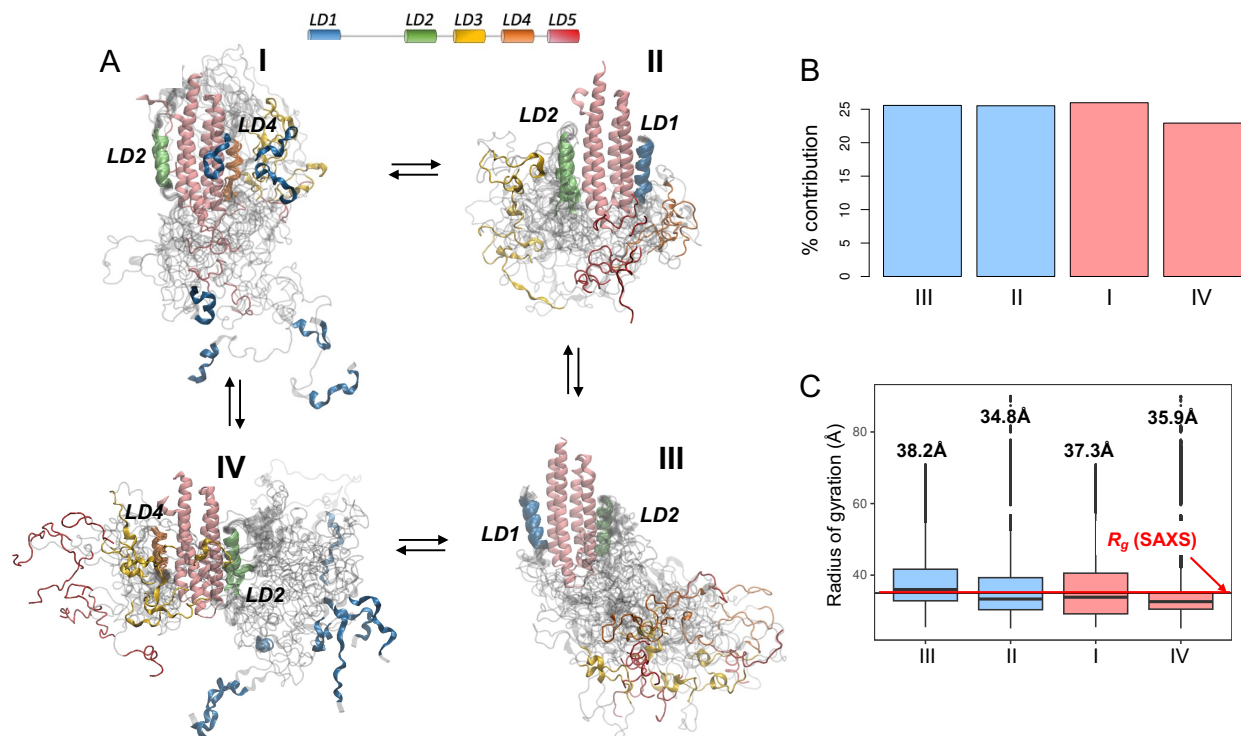 LD1 LD2 LD3 LD4 LD5
A
I
LD2
LD4
II
LD2
LD1
IV
LD4
LD2
III
LD1
LD2
B
% contribution
25
20
15
10
5
0
III II I IV
C
Radius of gyration (Å)
80
60
40
38.2Å
34.8Å
37.3Å
35.9Å
Rg (SAXS)
III II I IV